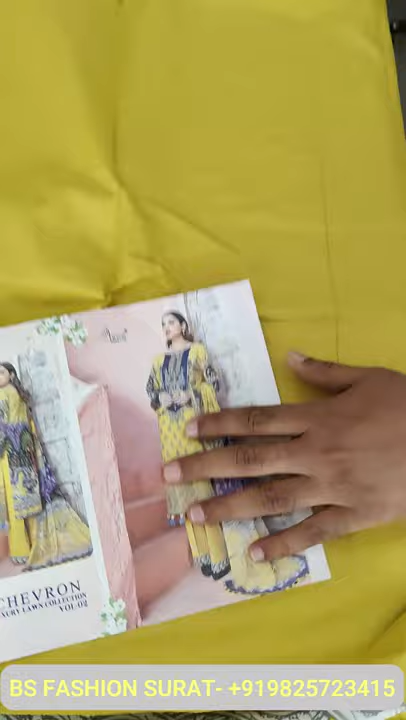 CHEVRON
LUXURY LAWN COLLECTION
VOL-02
BS FASHION SURAT- +919825723415